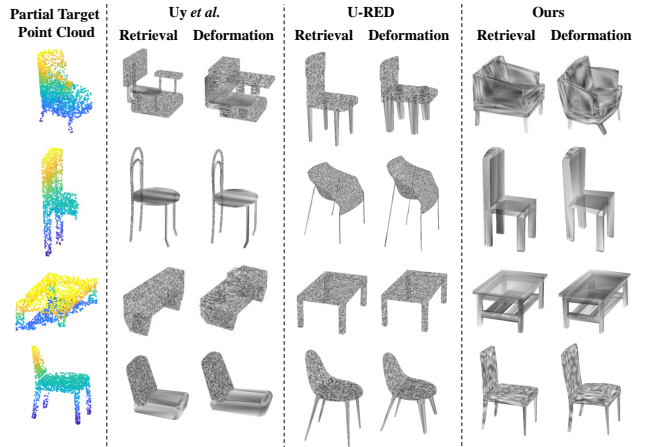 Partial Target
Point Cloud
Uy et al.
Retrieval Deformation
U-RED
Retrieval Deformation
Ours
Retrieval Deformation